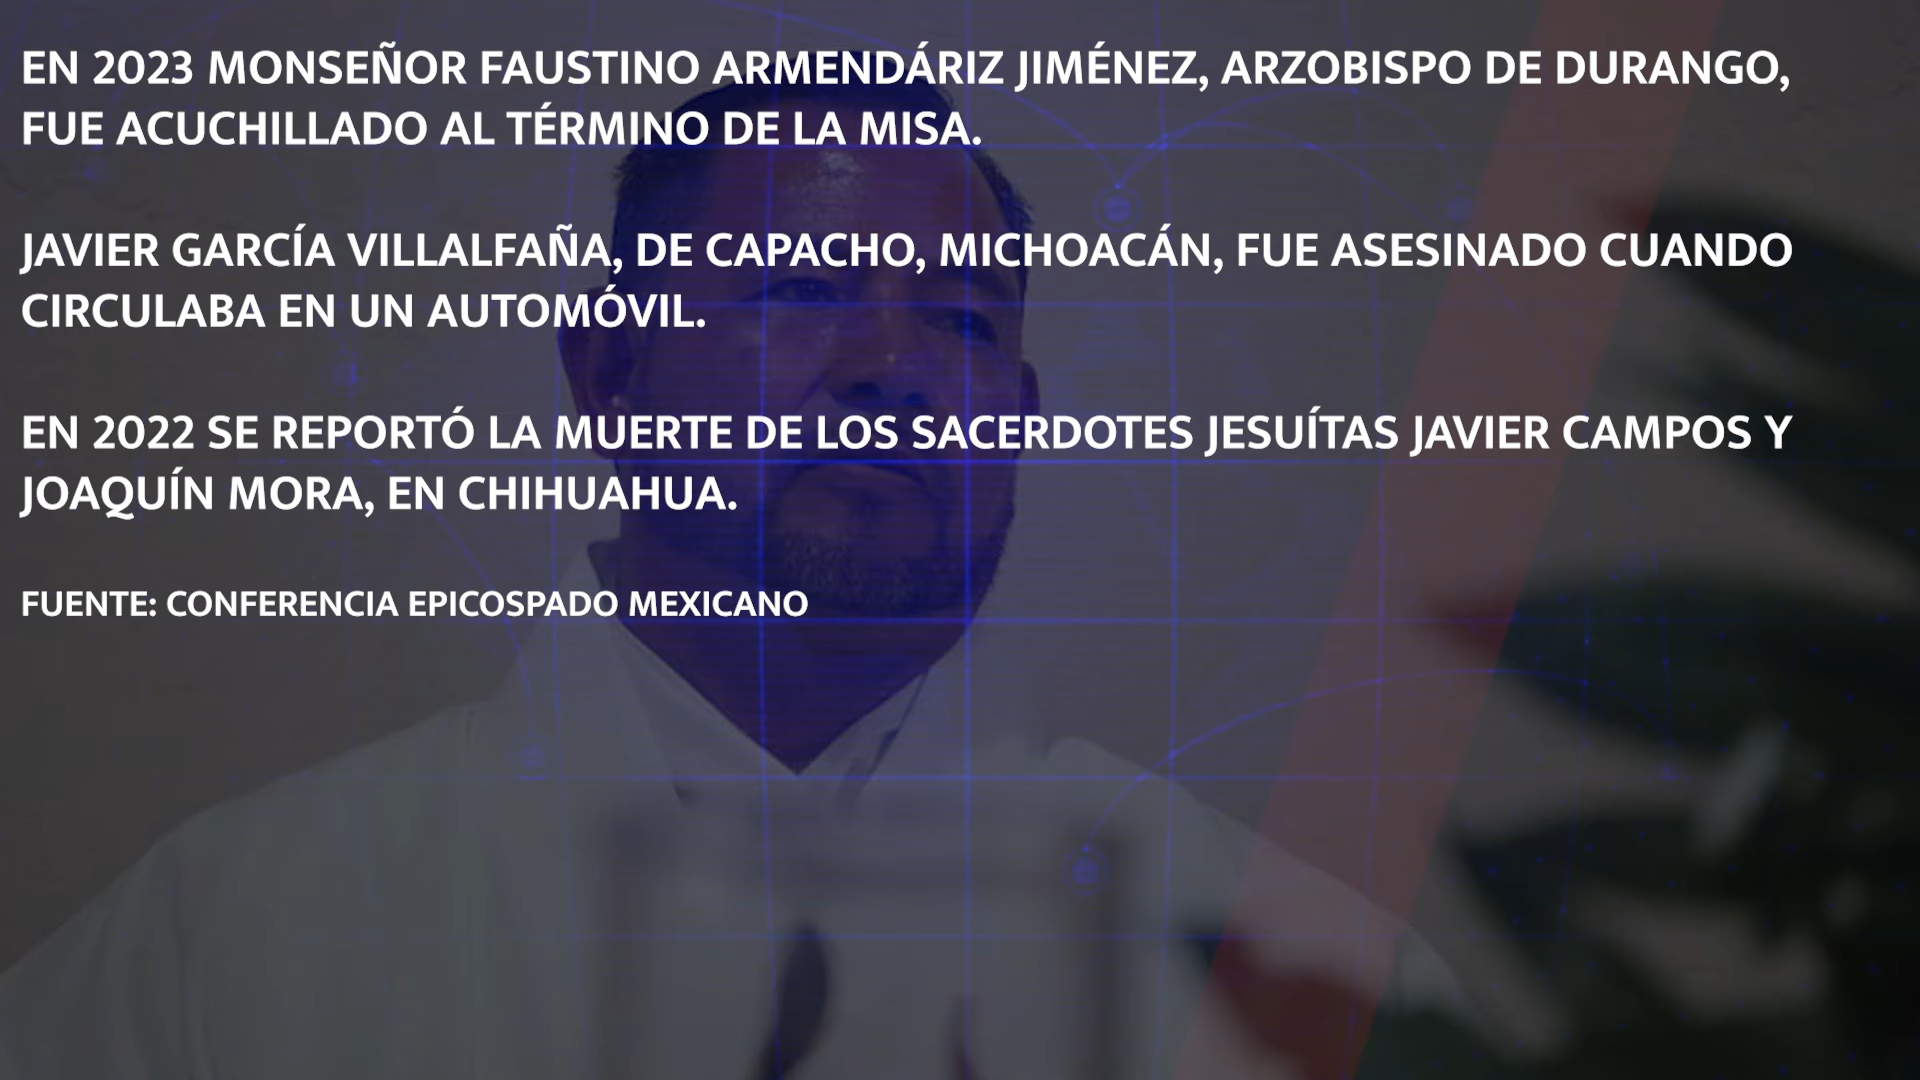 EN 2023 MONSEÑOR FAUSTINO ARMENDÁRIZ JIMÉNEZ, ARZOBISPO DE DURANGO,
FUE ACUCHILLADO AL TÉRMINO DE LA MISA.
JAVIER GARCÍA VILLALFAÑA, DE CAPACHO, MICHOACÁN, FUE ASESINADO CUANDO
CIRCULABA EN UN AUTOMÓVIL.
EN 2022 SE REPORTÓ LA MUERTE DE LOS SACERDOTES JESUÍTAS JAVIER CAMPOS Y
JOAQUÍN MORA, EN CHIHUAHUA.
FUENTE: CONFERENCIA EPICOSPADO MEXICANO